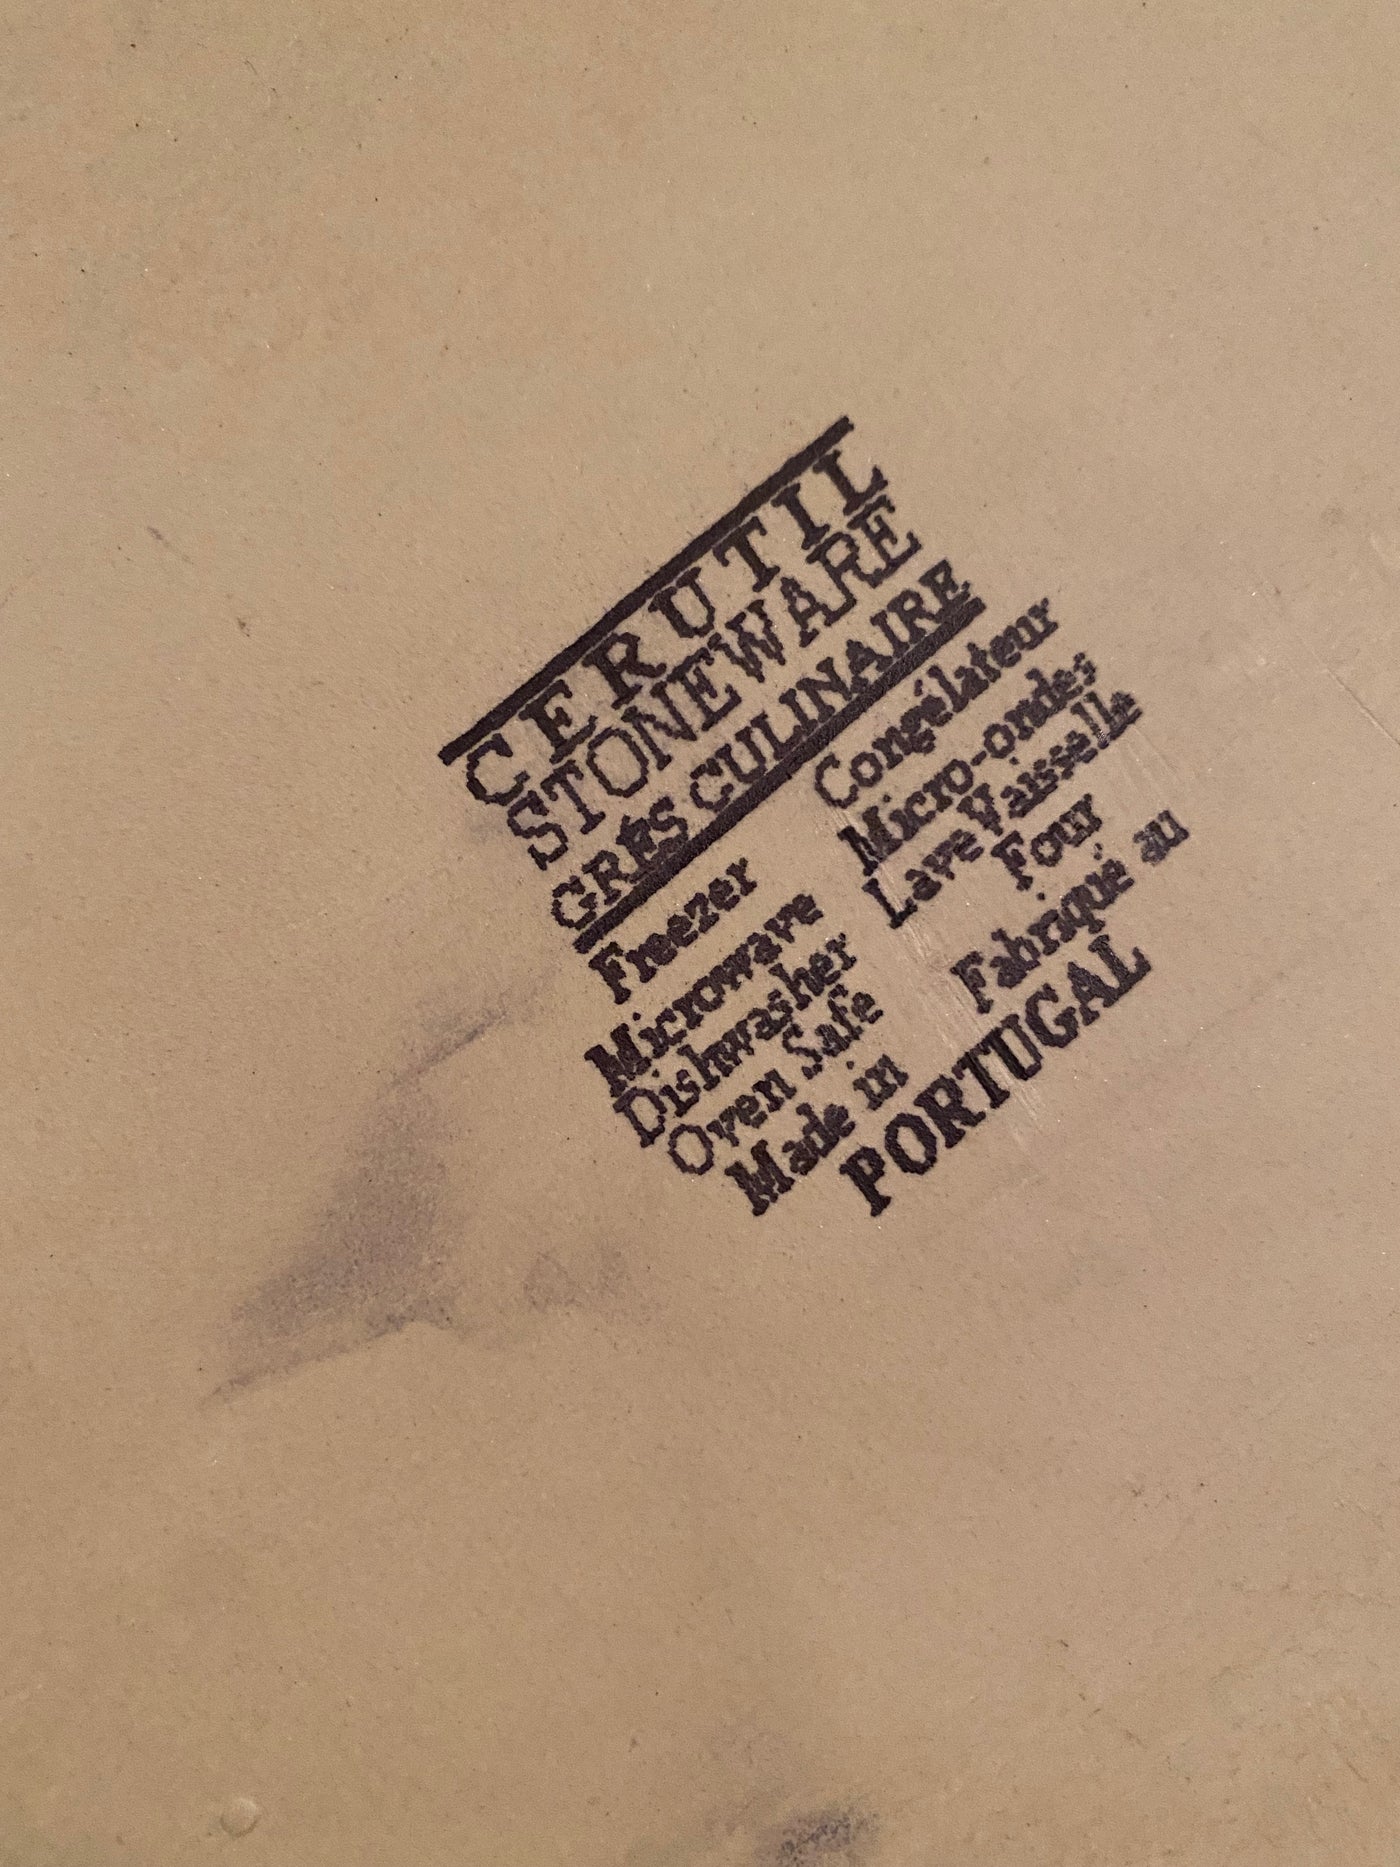 CERUTIL
STONEWARE
GRÉS CULINAIRE
Freezer
Microwave
Dishwasher
Oven Safe
Made in
Congélateur
Micro-ondes
Lave Vaisselle
Four
Fabriqué au
PORTUGAL